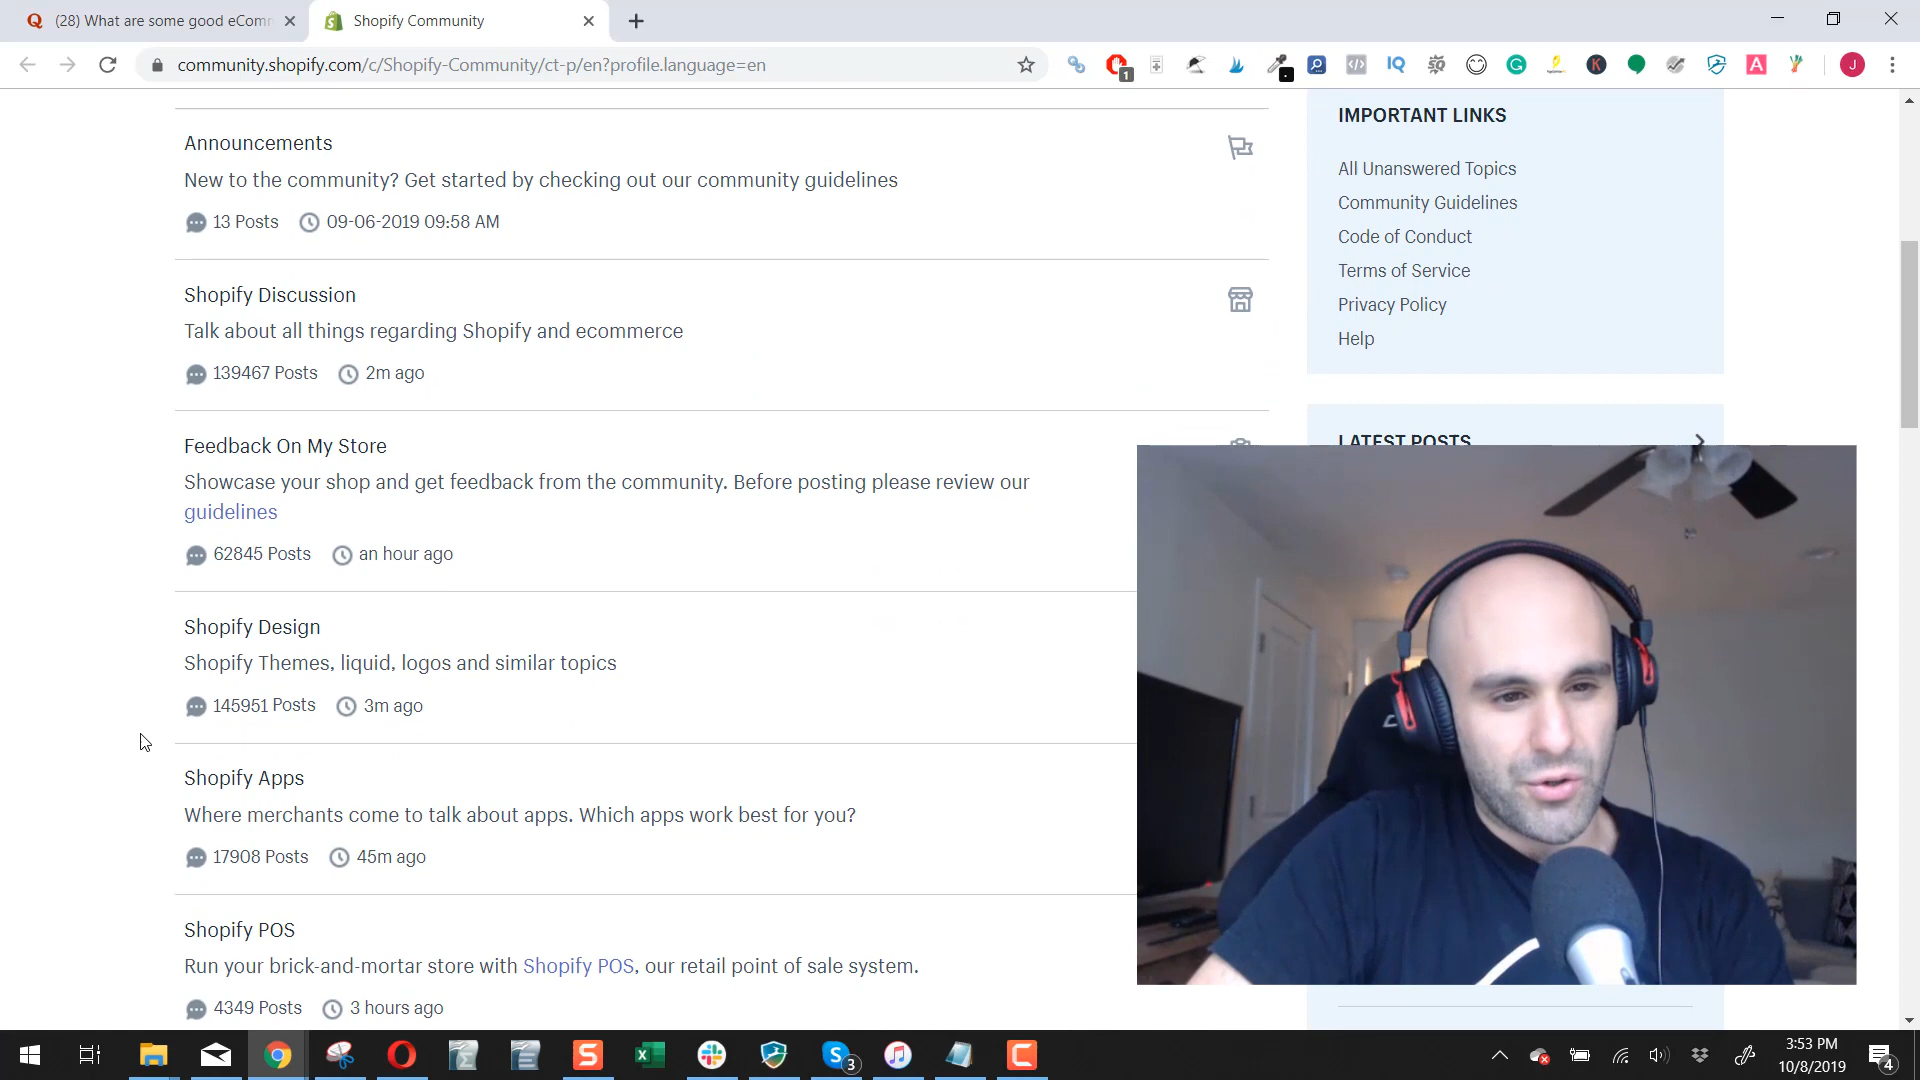 (28) What are some good eComm
Shopify Community
community.shopify.com/c/Shopify-Community/ct-p/en?profile.language=en
1
IQ
K
A
J
Announcements
New to the community? Get started by checking out our community guidelines
13 Posts 09-06-2019 09:58 AM
Shopify Discussion
Talk about all things regarding Shopify and ecommerce
139467 Posts 2m ago
Feedback On My Store
Showcase your shop and get feedback from the community. Before posting please review our
guidelines
62845 Posts an hour ago
Shopify Design
Shopify Themes, liquid, logos and similar topics
145951 Posts 3m ago
Shopify Apps
Where merchants come to talk about apps. Which apps work best for you?
17908 Posts 45m ago
Shopify POS
Run your brick-and-mortar store with Shopify POS, our retail point of sale system.
4349 Posts 3 hours ago
IMPORTANT LINKS
All Unanswered Topics
Community Guidelines
Code of Conduct
Terms of Service
Privacy Policy
Help
LATEST POSTS
3
3:53 PM
10/8/2019
4